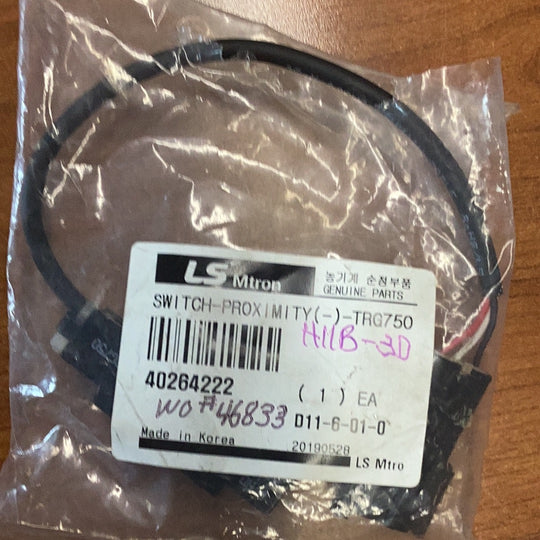 LS Mtron
농기계 순정부품
GENUINE PARTS
SWITCH-PROXIMITY(-)-TRG750
H11B-3D
40264222
( 1 ) EA
WO #46833
D11-6-01-0
Made in Korea
20190528
LS Mtro